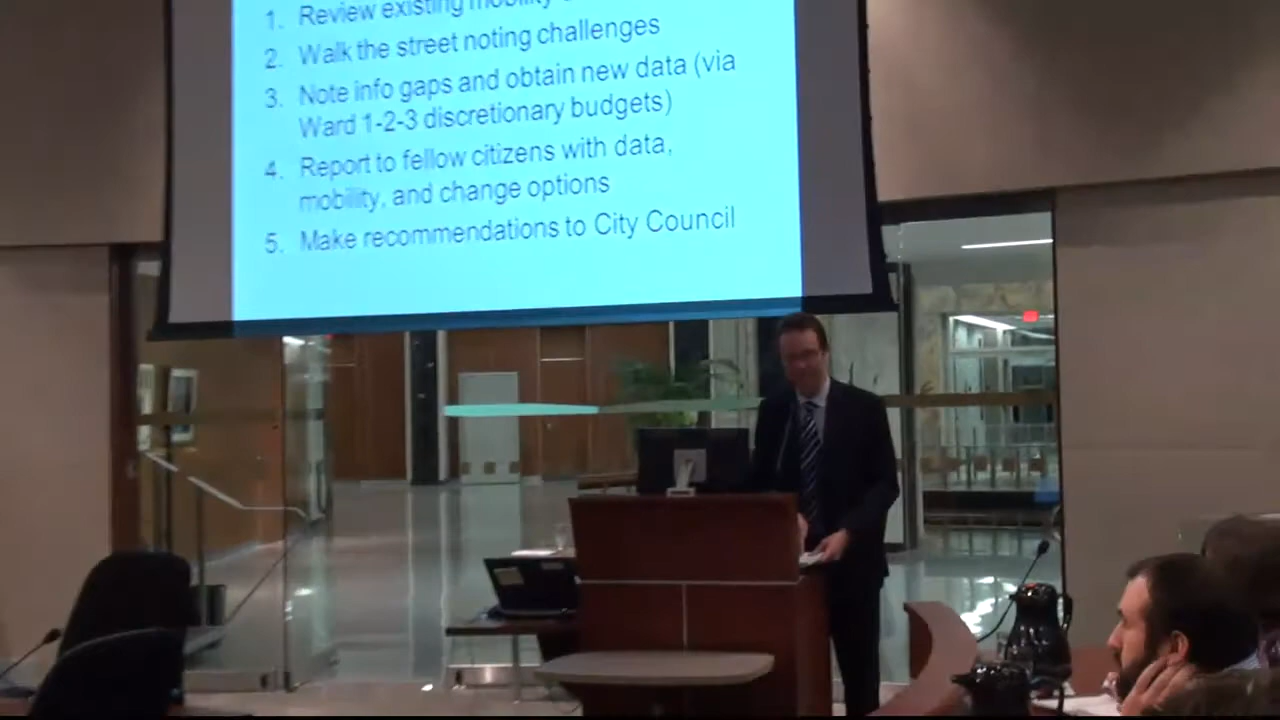 1. Review existing mobility
2. Walk the street noting challenges
3. Note info gaps and obtain new data (via
Ward 1-2-3 discretionary budgets)
4. Report to fellow citizens with data,
mobility, and change options
5. Make recommendations to City Council